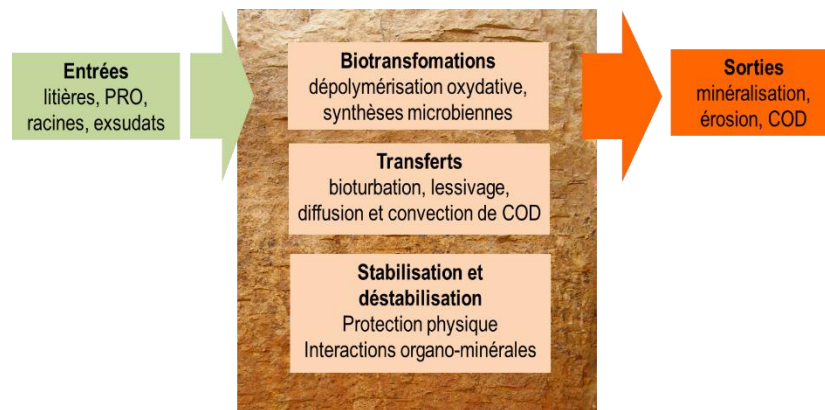 Entrées
litières, PRO,
racines, exsudats
Biotransfomations
dépolymérisation oxydative,
synthèses microbiennes
Transferts
bioturbation, lessivage,
diffusion et convection de COD
Stabilisation et
déstabilisation
Protection physique
Interactions organo-minérales
Sorties
minéralisation,
érosion, COD